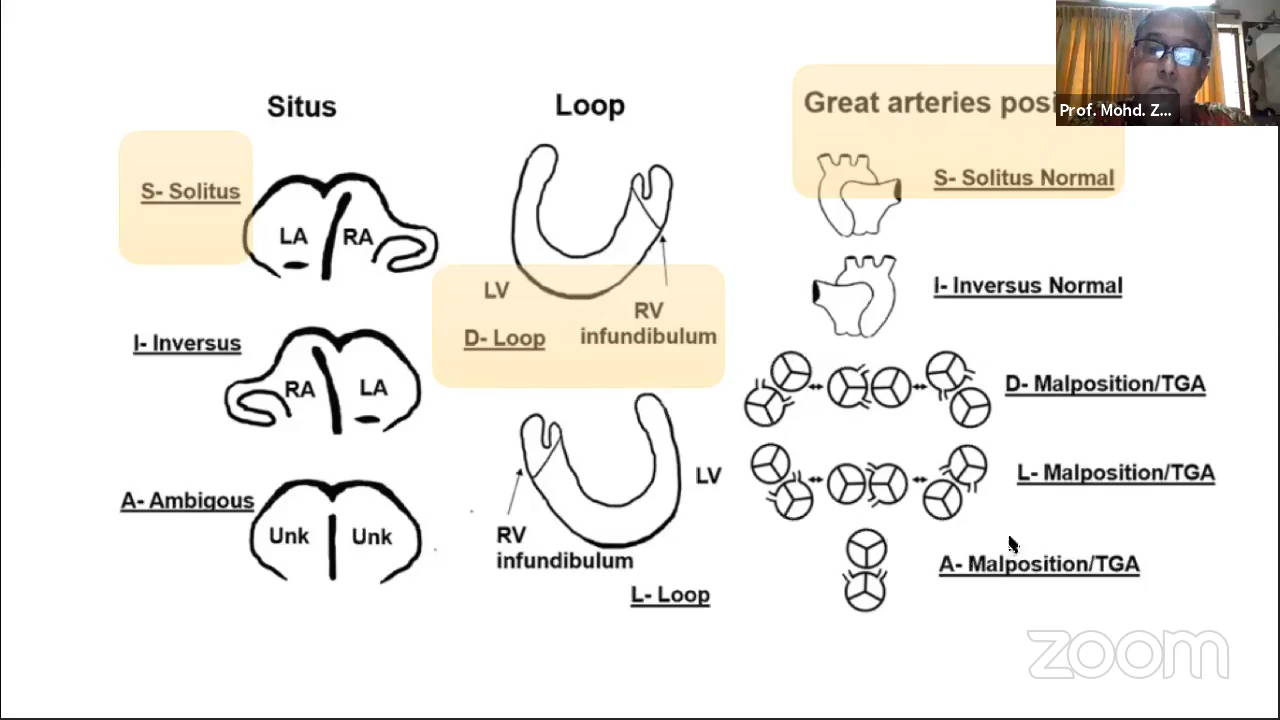 Situs
S- Solitus
LA
RA
I- Inversus
RA
LA
A- Ambigous
Unk
Unk
Loop
LV
RV
infundibulum
D- Loop
LV
RV
infundibulum
L- Loop
Great arteries posi
S- Solitus Normal
I- Inversus Normal
D- Malposition/TGA
L- Malposition/TGA
A- Malposition/TGA
Prof. Mohd. Z...
zoom